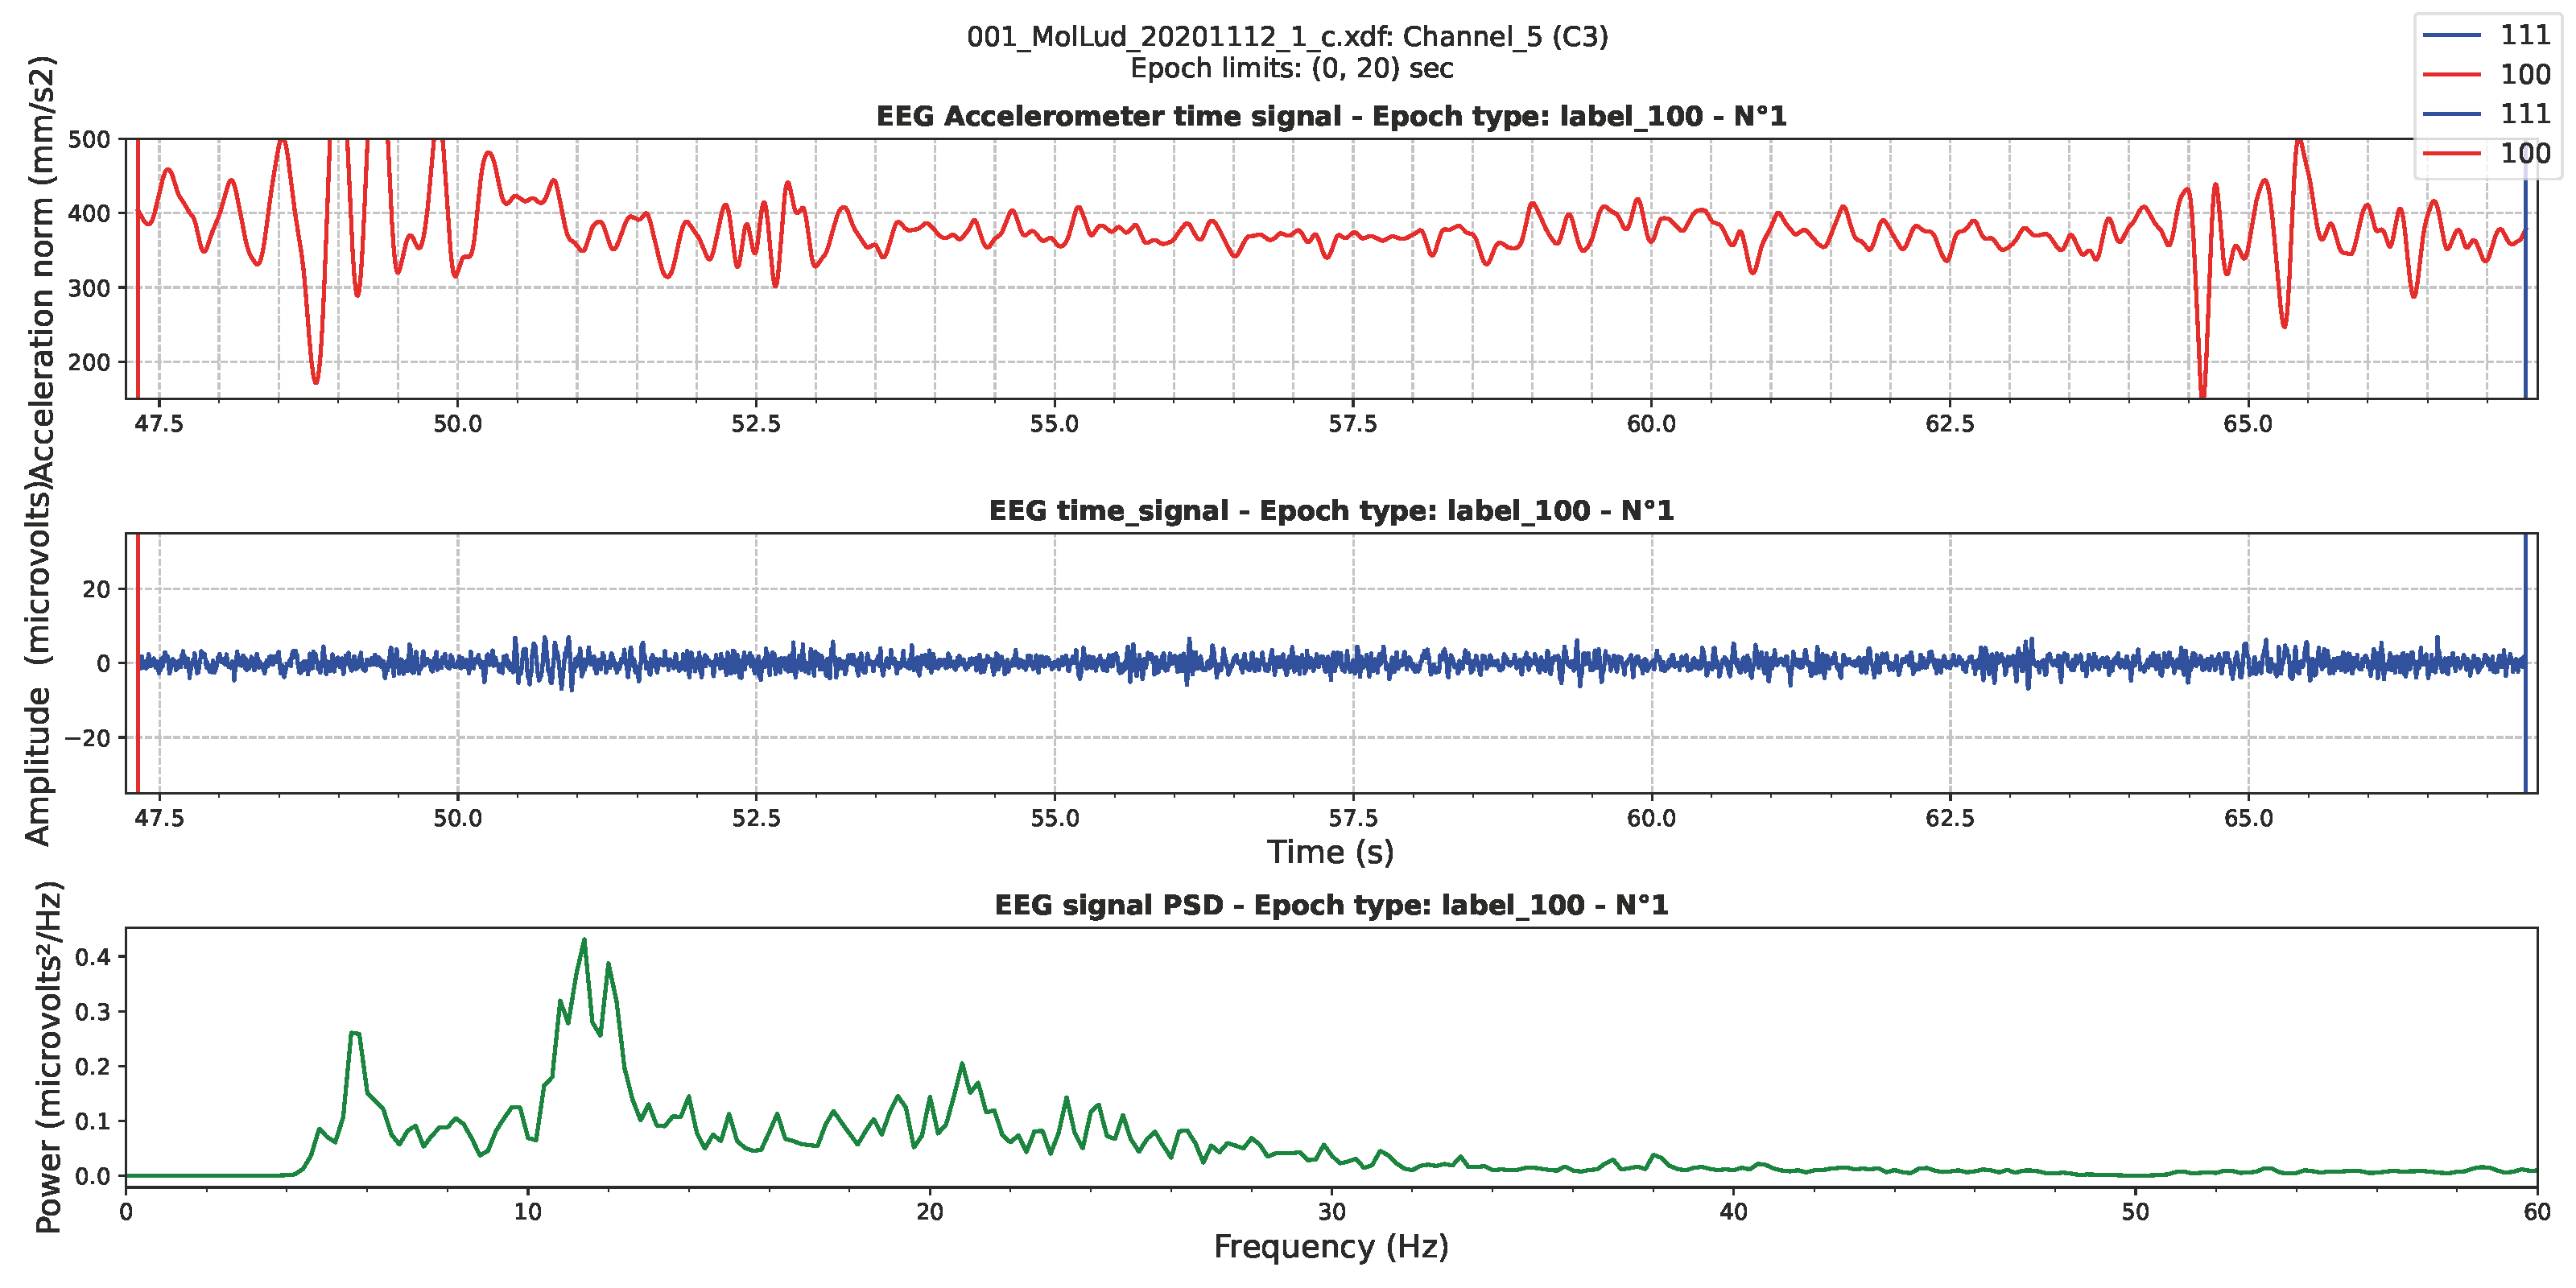 001_MolLud_20201112_1_c.xdf: Channel_5 (C3)
Epoch limits: (0, 20) sec
111
100
111
100
EEG Accelerometer time signal - Epoch type: label_100 - N°1
Acceleration norm (mm/s2)
500
400
300
200
47.5 50.0 52.5 55.0 57.5 60.0 62.5 65.0
EEG time_signal - Epoch type: label_100 - N°1
Amplitude (microvolts)
20
0
−20
47.5 50.0 52.5 55.0 57.5 60.0 62.5 65.0
Time (s)
EEG signal PSD - Epoch type: label_100 - N°1
Power (microvolts²/Hz)
0.4
0.3
0.2
0.1
0.0
0 10 20 30 40 50 60
Frequency (Hz)